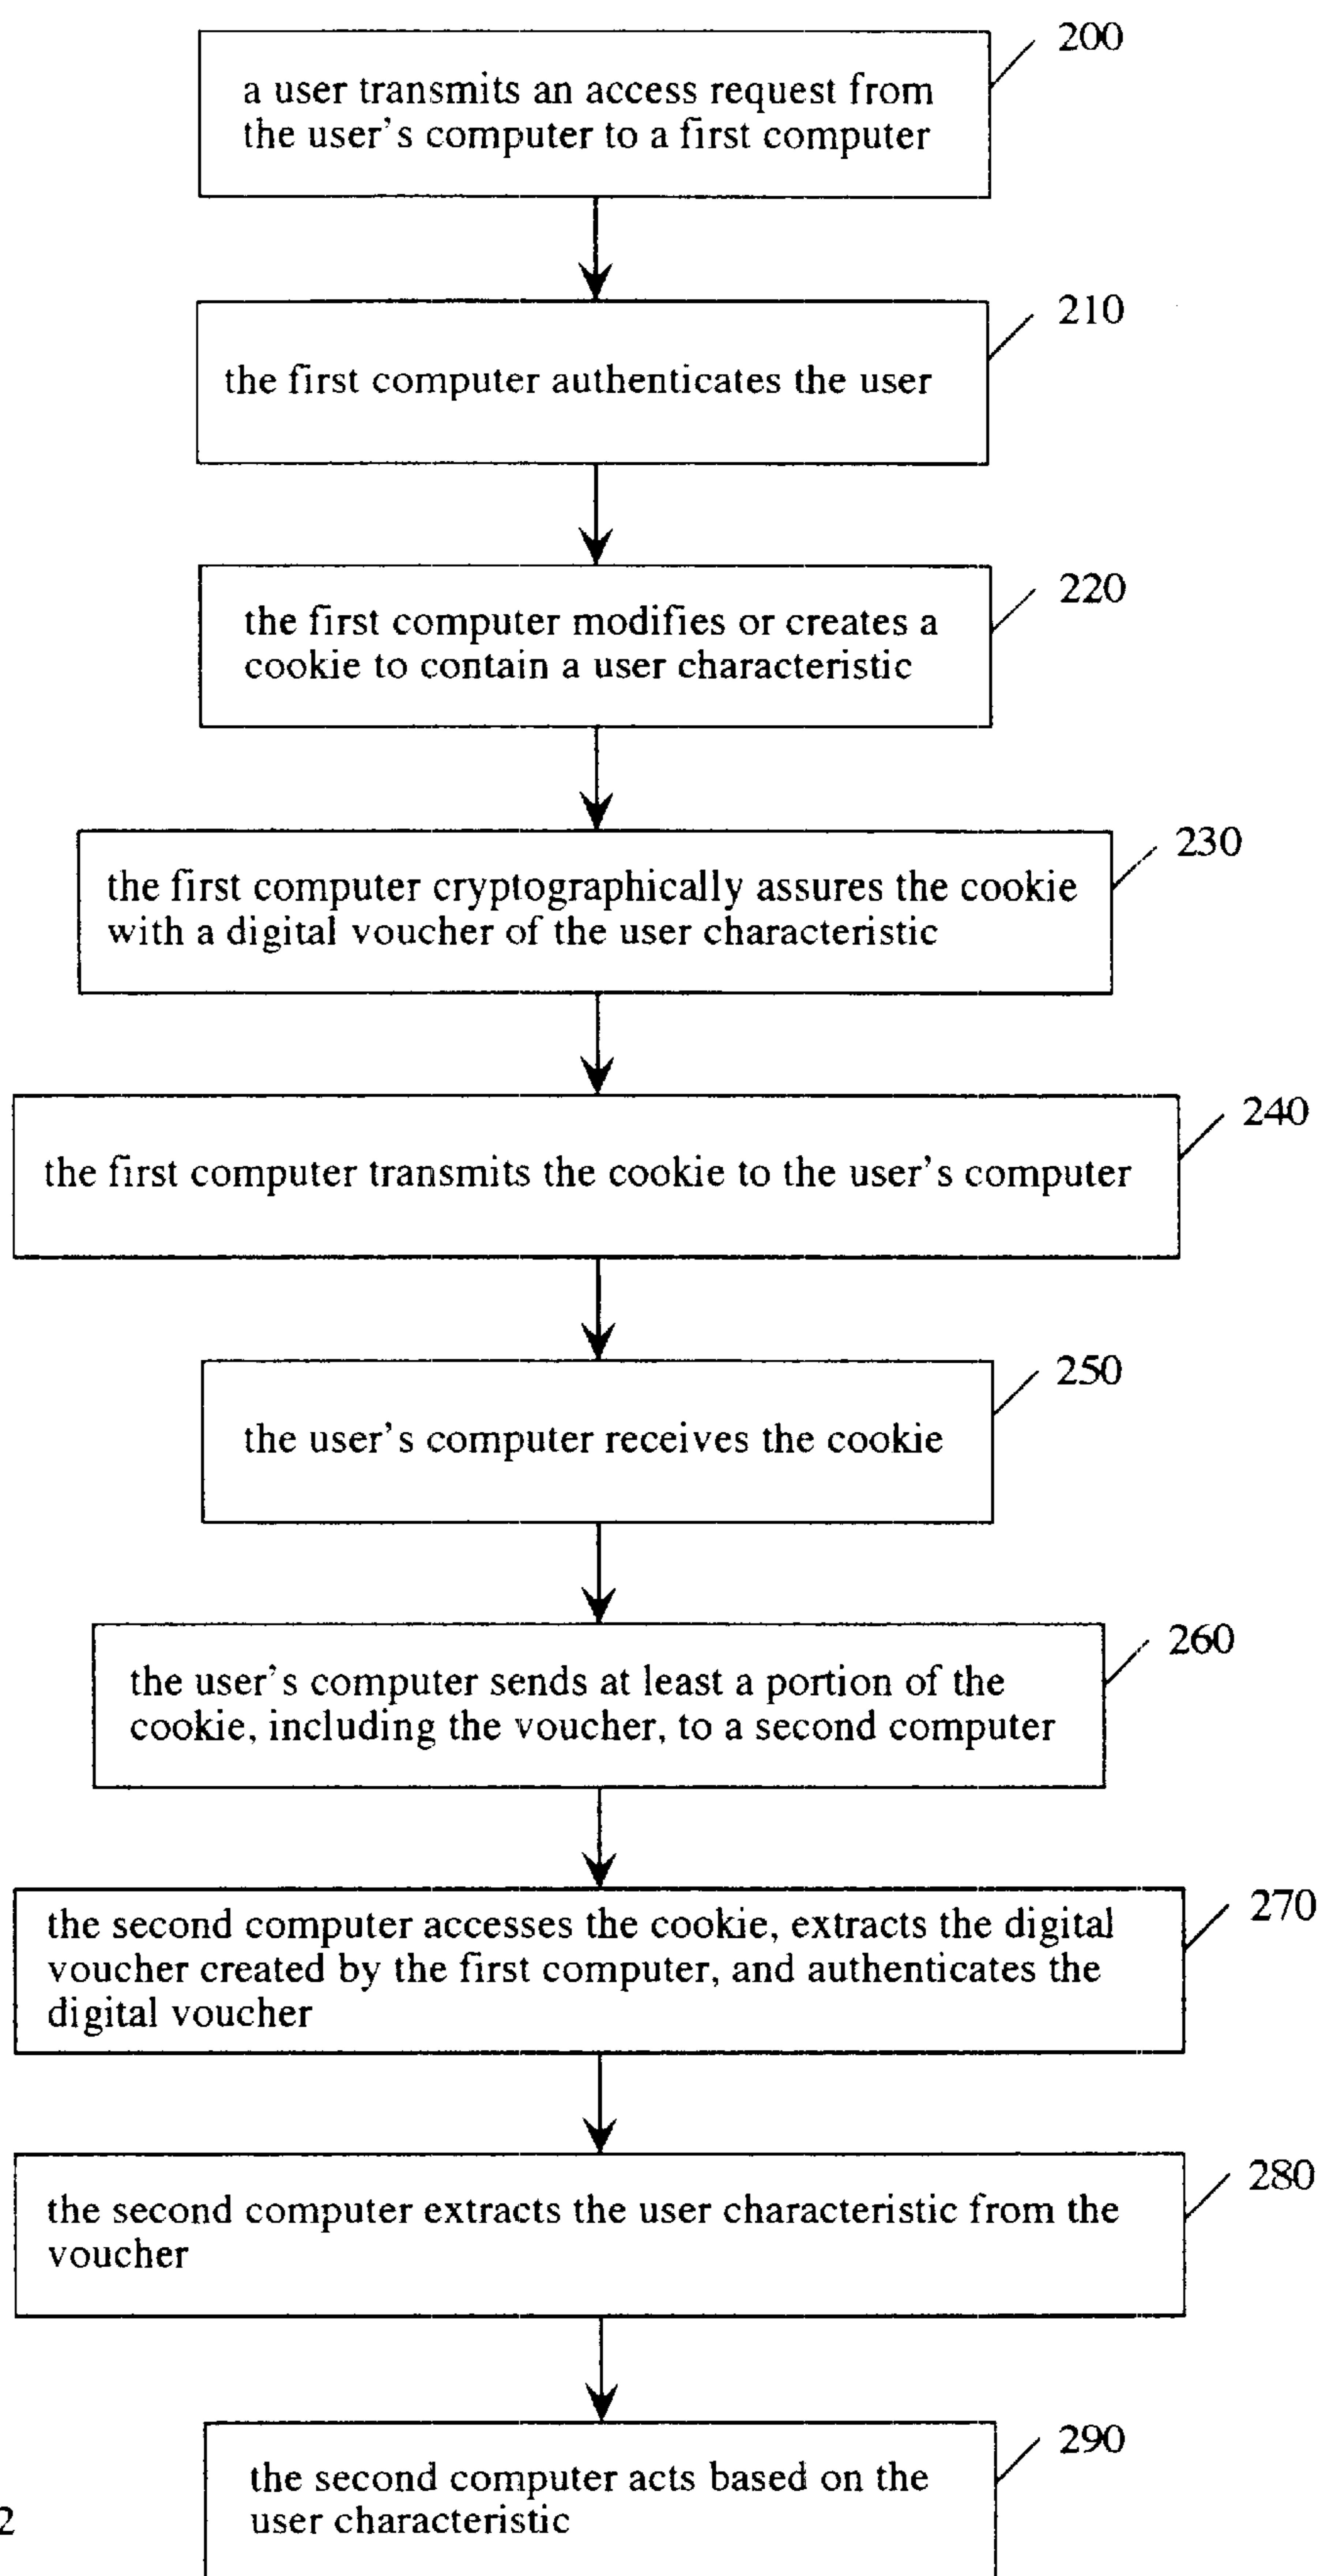 200
a user transmits an access request from
the user's computer to a first computer
210
the first computer authenticates the user
220
the first computer modifies or creates a
cookie to contain a user characteristic
230
the first computer cryptographically assures the cookie
with a digital voucher of the user characteristic
240
the first computer transmits the cookie to the user's computer
250
the user's computer receives the cookie
260
the user's computer sends at least a portion of the
cookie, including the voucher, to a second computer
270
the second computer accesses the cookie, extracts the digital
voucher created by the first computer, and authenticates the
digital voucher
280
the second computer extracts the user characteristic from the
voucher
290
the second computer acts based on the
user characteristic
2